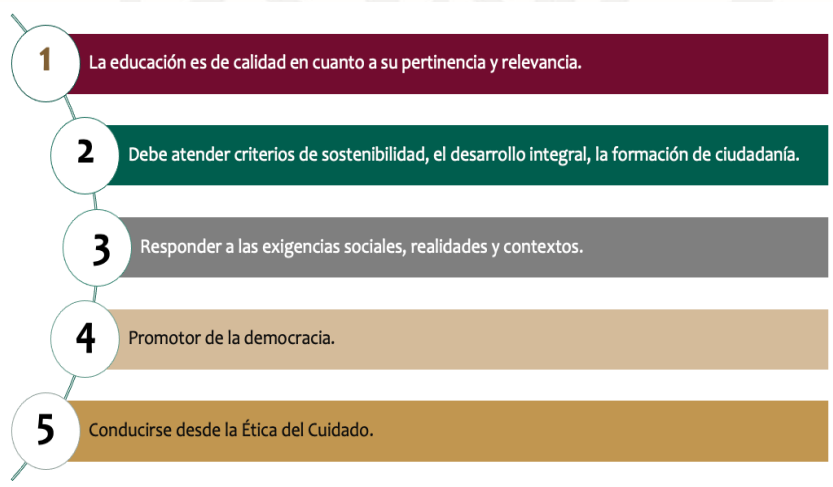 1
La educación es de calidad en cuanto a su pertinencia y relevancia.
2
Debe atender criterios de sostenibilidad, el desarrollo integral, la formación de ciudadanía.
3
Responder a las exigencias sociales, realidades y contextos.
4
Promotor de la democracia.
5
Conducirse desde la Ética del Cuidado.